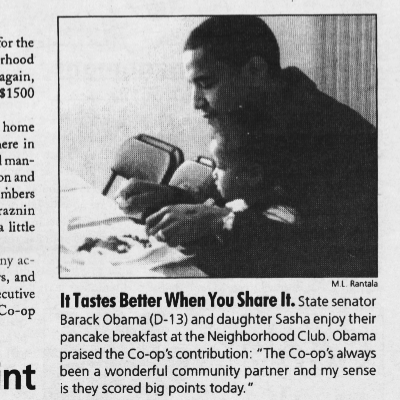 for the
rhood
again,
$1500
home
here in
l man-
on and
mbers
raznin
a little
ny ac-
rs, and
ecutive
Co-op
int
M.L. Rantala
It Tastes Better When You Share It. State senator
Barack Obama (D-13) and daughter Sasha enjoy their
pancake breakfast at the Neighborhood Club. Obama
praised the Co-op's contribution: "The Co-op's always
been a wonderful community partner and my sense
is they scored big points today."